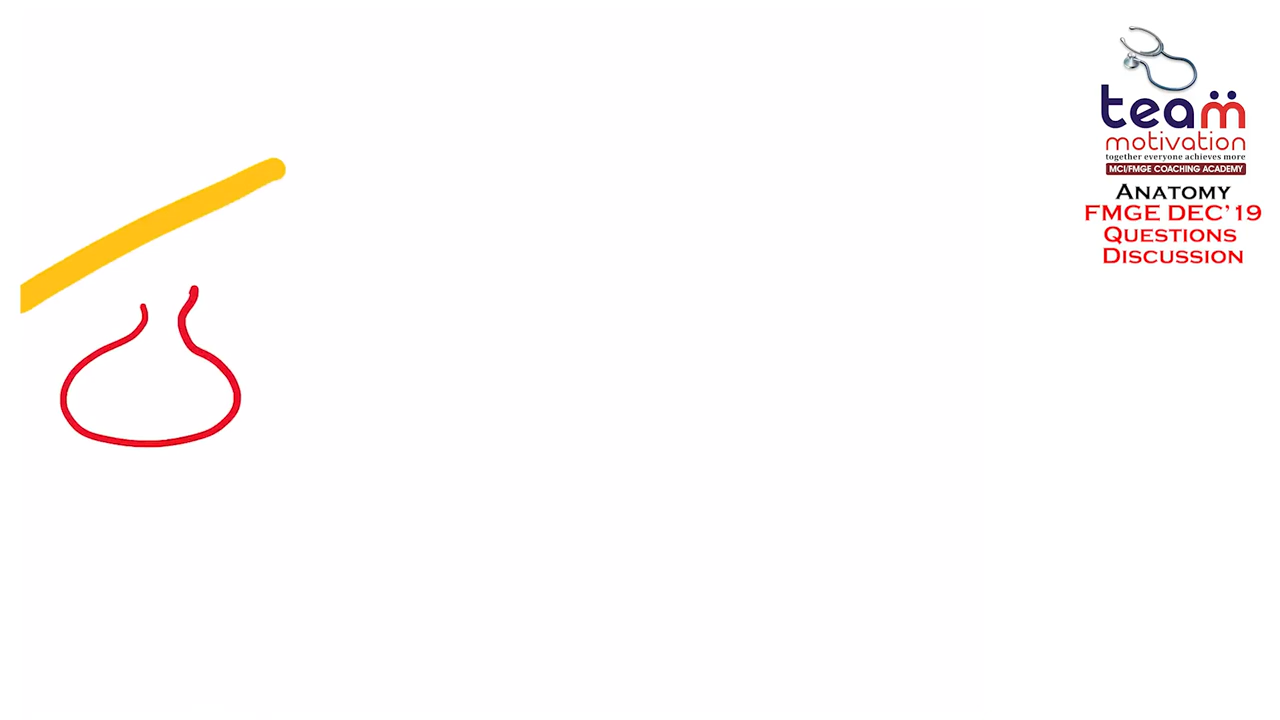 team
motivation
together everyone achieves more
MCI/FMGE COACHING ACADEMY
ANATOMY
FMGE DEC'19
QUESTIONS
DISCUSSION